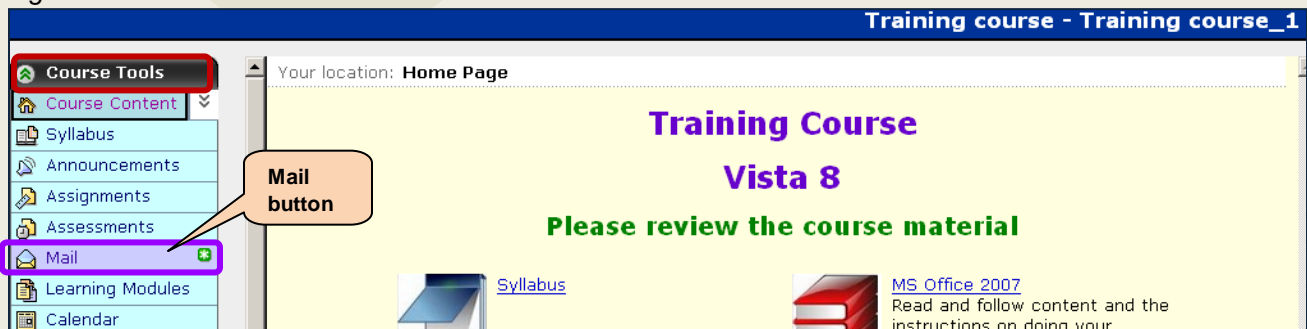 Training course - Training course_1
Course Tools
Course Content
Syllabus
Announcements
Assignments
Assessments
Mail
Learning Modules
Calendar
Mail
button
Your location: Home Page
Training Course
Vista 8
Please review the course material
Syllabus
MS Office 2007
Read and follow content and the
instructions on doing your